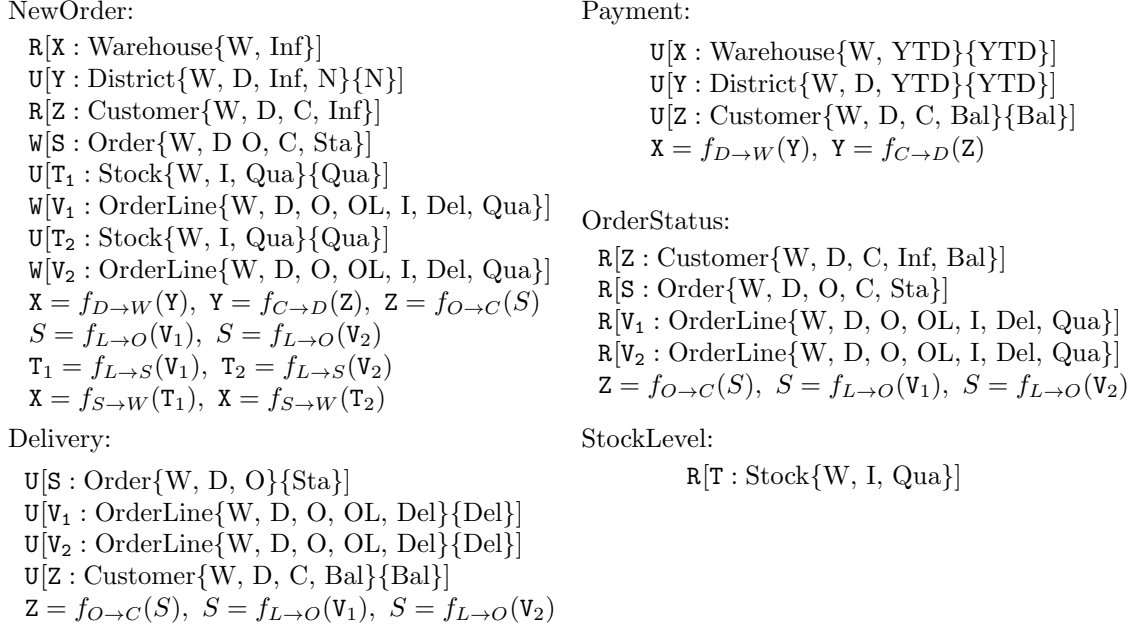 NewOrder:
R[X : Warehouse{W, Inf}]
U[Y : District{W, D, Inf, N}{N}]
R[Z : Customer{W, D, C, Inf}]
W[S : Order{W, D O, C, Sta}]
U[T₁ : Stock{W, I, Qua}{Qua}]
W[V₁ : OrderLine{W, D, O, OL, I, Del, Qua}]
U[T₂ : Stock{W, I, Qua}{Qua}]
W[V₂ : OrderLine{W, D, O, OL, I, Del, Qua}]
X = f_{D→W}(Y), Y = f_{C→D}(Z), Z = f_{O→C}(S)
S = f_{L→O}(V₁), S = f_{L→O}(V₂)
T₁ = f_{L→S}(V₁), T₂ = f_{L→S}(V₂)
X = f_{S→W}(T₁), X = f_{S→W}(T₂)
Delivery:
U[S : Order{W, D, O}{Sta}]
U[V₁ : OrderLine{W, D, O, OL, Del}{Del}]
U[V₂ : OrderLine{W, D, O, OL, Del}{Del}]
U[Z : Customer{W, D, C, Bal}{Bal}]
Z = f_{O→C}(S), S = f_{L→O}(V₁), S = f_{L→O}(V₂)
Payment:
U[X : Warehouse{W, YTD}{YTD}]
U[Y : District{W, D, YTD}{YTD}]
U[Z : Customer{W, D, C, Bal}{Bal}]
X = f_{D→W}(Y), Y = f_{C→D}(Z)
OrderStatus:
R[Z : Customer{W, D, C, Inf, Bal}]
R[S : Order{W, D, O, C, Sta}]
R[V₁ : OrderLine{W, D, O, OL, I, Del, Qua}]
R[V₂ : OrderLine{W, D, O, OL, I, Del, Qua}]
Z = f_{O→C}(S), S = f_{L→O}(V₁), S = f_{L→O}(V₂)
StockLevel:
R[T : Stock{W, I, Qua}]